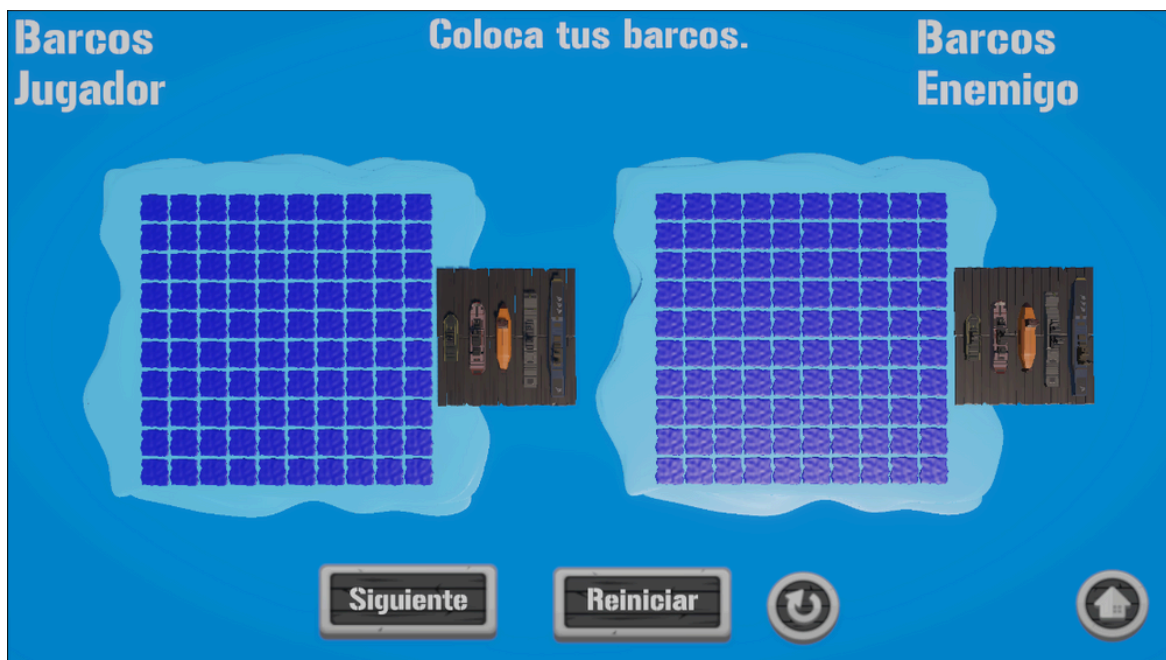 Barcos
Jugador
Coloca tus barcos.
Barcos
Enemigo
Siguiente
Reiniciar